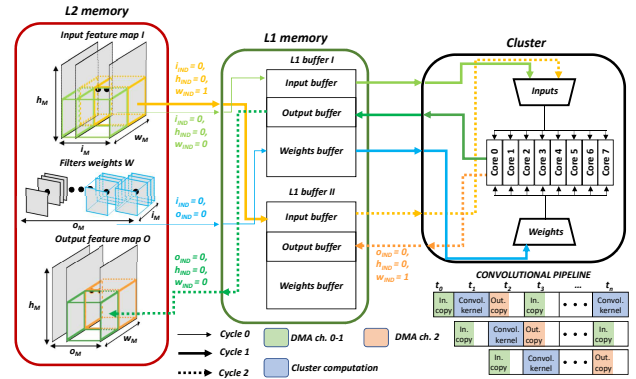 L2 memory
Input feature map I
h_M
i_M
w_M
Filters weights W
o_M
i_M
Output feature map O
h_M
o_M
w_M
i_IND = 0,
h_IND = 0,
w_IND = 1
i_IND = 0,
h_IND = 0,
w_IND = 0
i_IND = 0,
o_IND = 0
o_IND = 0,
h_IND = 0,
w_IND = 0
L1 memory
L1 buffer I
Input buffer
Output buffer
Weights buffer
L1 buffer II
Input buffer
Output buffer
Weights buffer
o_IND = 0,
h_IND = 0,
w_IND = 1
Cluster
Inputs
Core 0
Core 1
Core 2
Core 3
Core 4
Core 5
Core 6
Core 7
Weights
Cycle 0
Cycle 1
Cycle 2
DMA ch. 0-1
DMA ch. 2
Cluster computation
CONVOLUTIONAL PIPELINE
t_0 t_1 t_2 t_3 ... t_n
In. copy Convol. kernel Out. copy In. copy • • • Convol. kernel
In. copy Convol. kernel Out. copy • • • In. copy
In. copy Convol. kernel • • • Out. copy